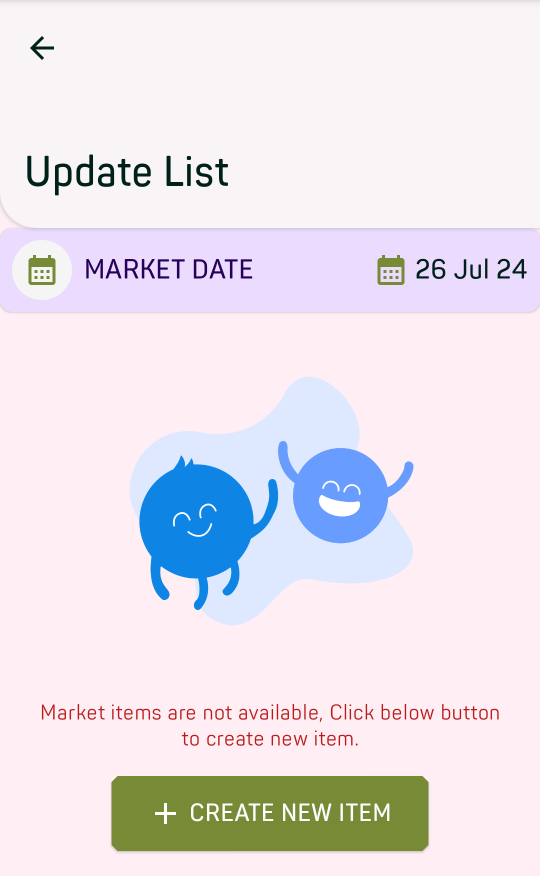 Update List
MARKET DATE 26 Jul 24
Market items are not available, Click below button
to create new item.
CREATE NEW ITEM